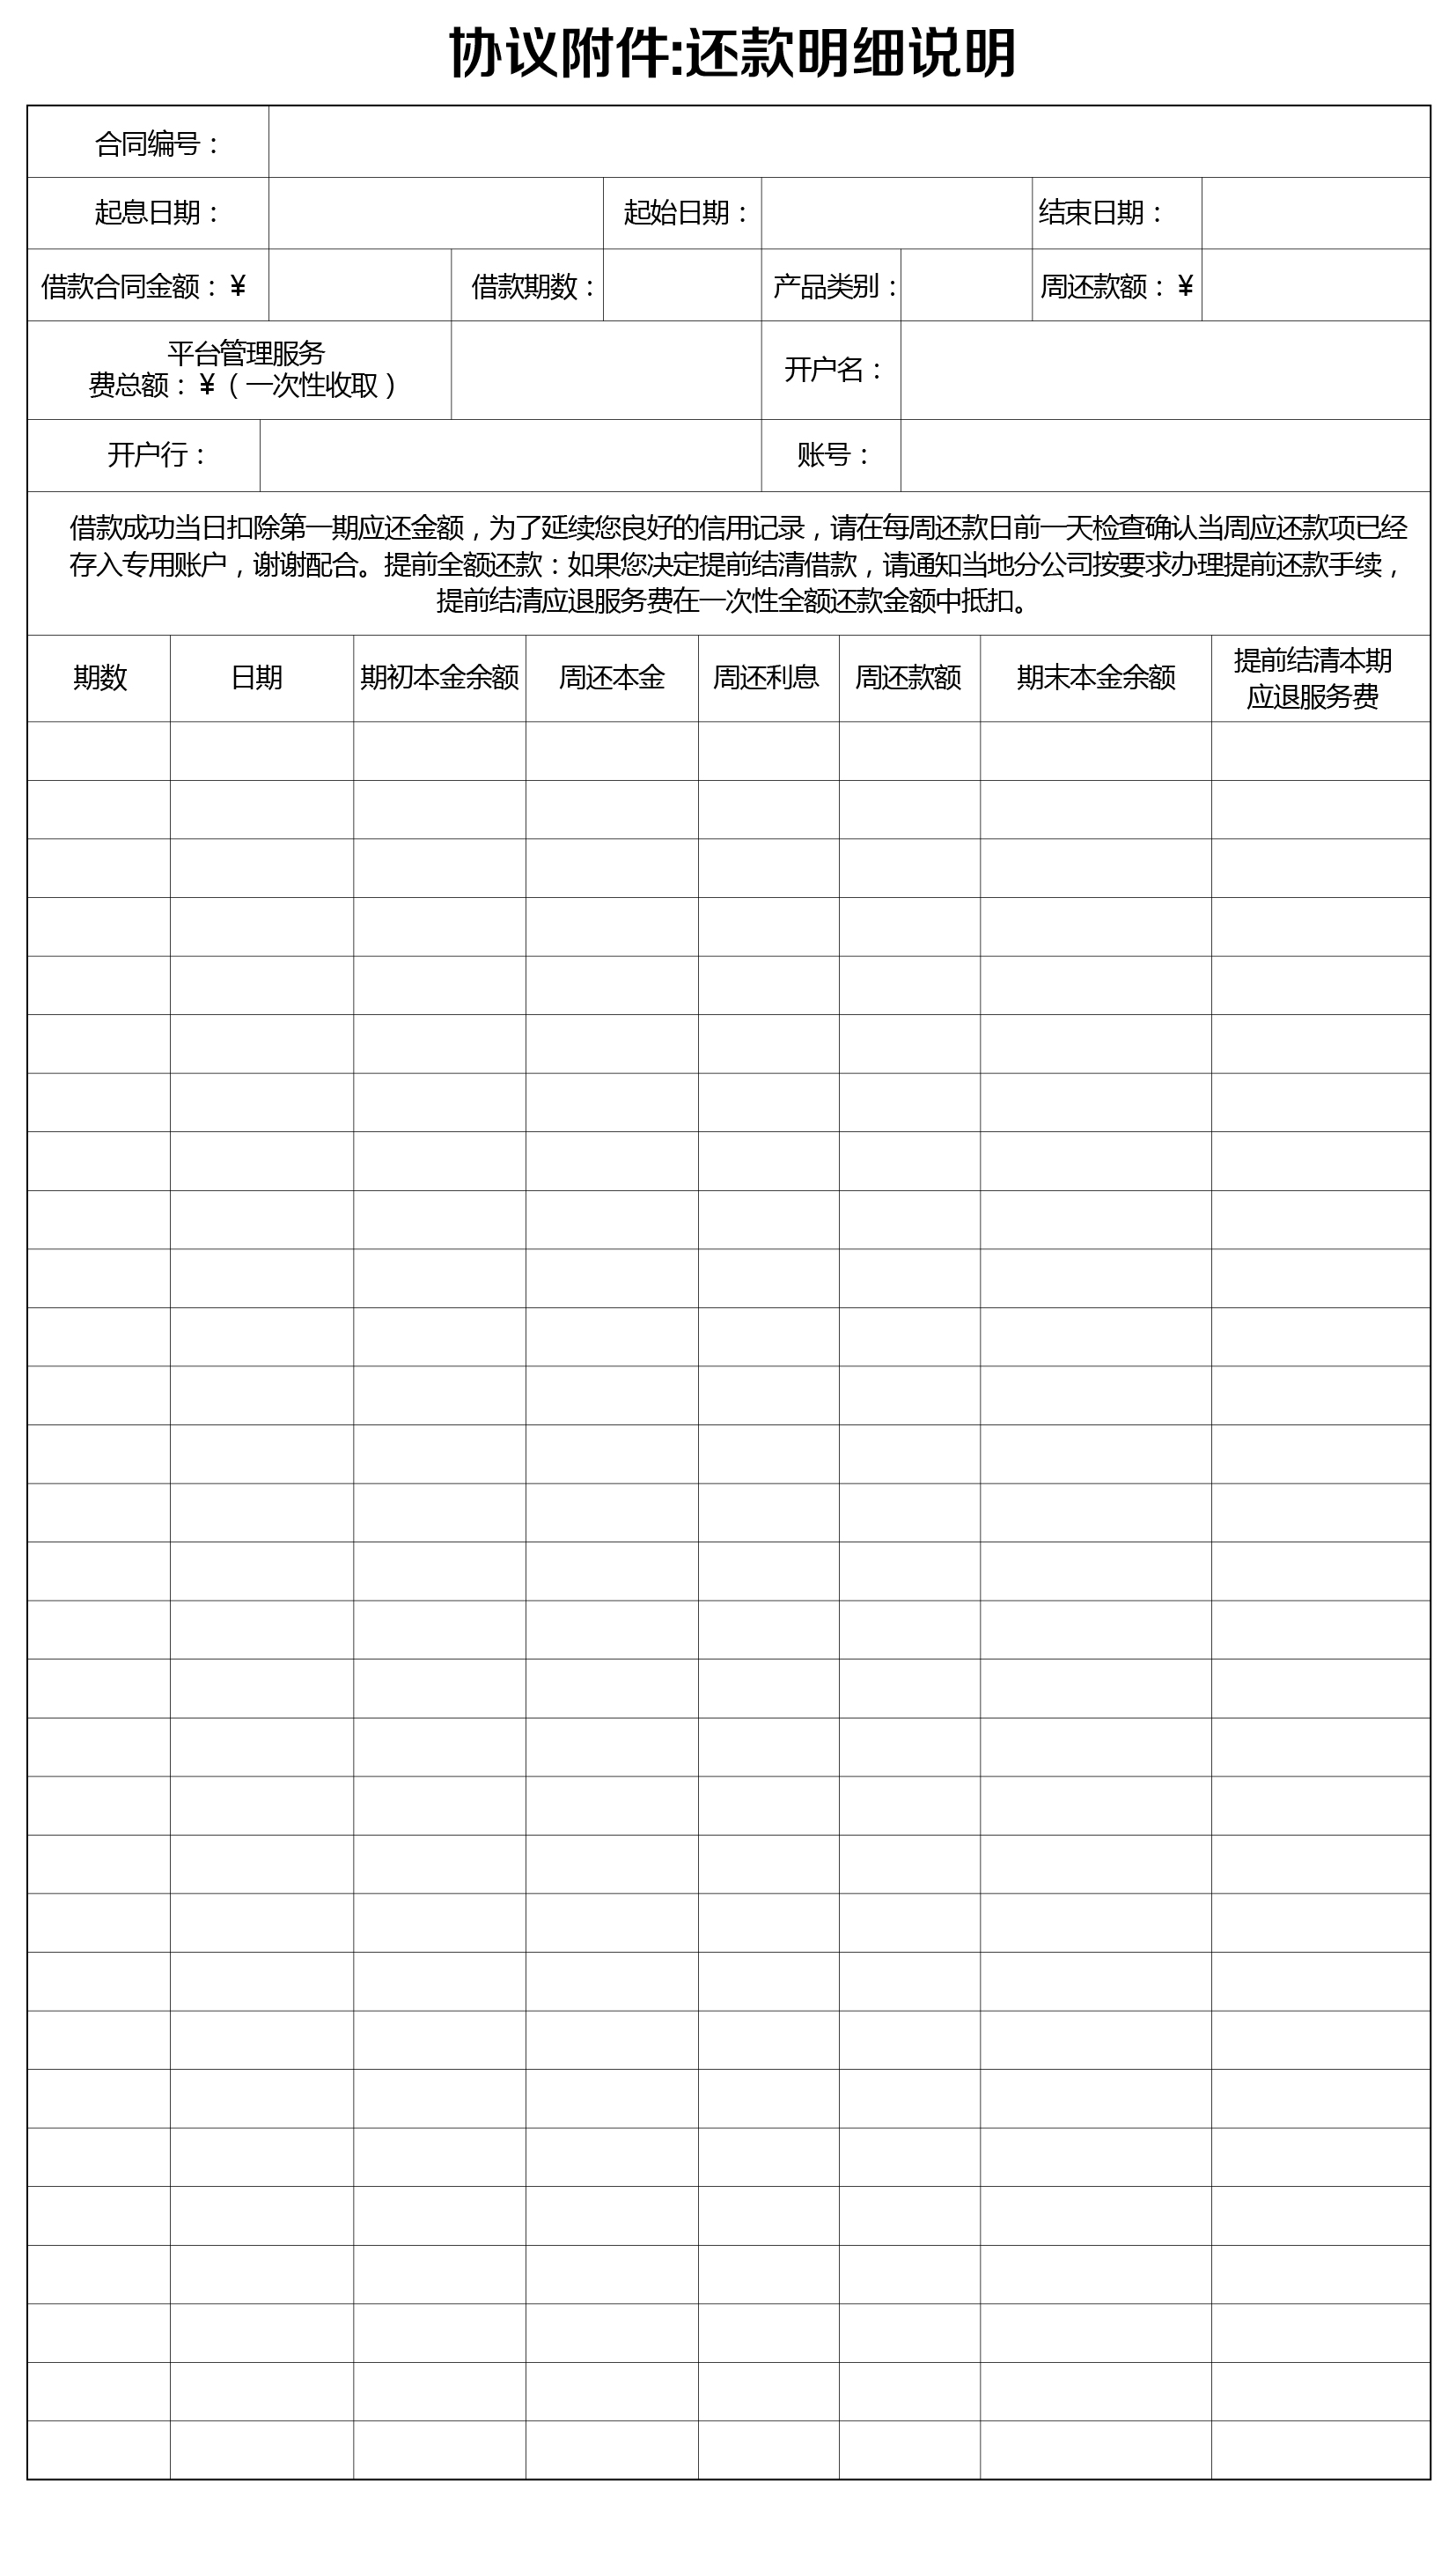 协议附件:还款明细说明
合同编号：
起息日期： 起始日期： 结束日期：
借款合同金额：¥ 借款期数： 产品类别： 周还款额：¥
平台管理服务
费总额：¥（一次性收取） 开户名：
开户行： 账号：
借款成功当日扣除第一期应还金额，为了延续您良好的信用记录，请在每周还款日前一天检查确认当周应还款项已经
存入专用账户，谢谢配合。提前全额还款：如果您决定提前结清借款，请通知当地分公司按要求办理提前还款手续，
提前结清应退服务费在一次性全额还款金额中抵扣。
期数 日期 期初本金余额 周还本金 周还利息 周还款额 期末本金余额 提前结清本期
应退服务费